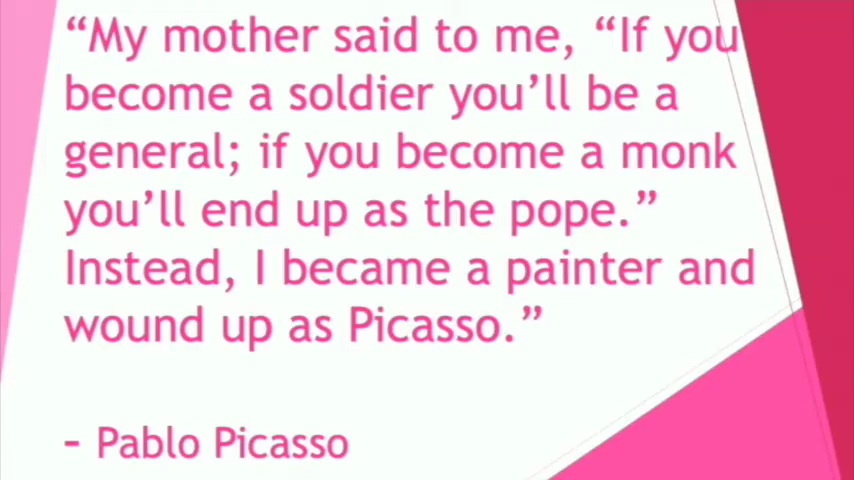 “My mother said to me, “If you
become a soldier you’ll be a
general; if you become a monk
you’ll end up as the pope.”
Instead, I became a painter and
wound up as Picasso.”
– Pablo Picasso